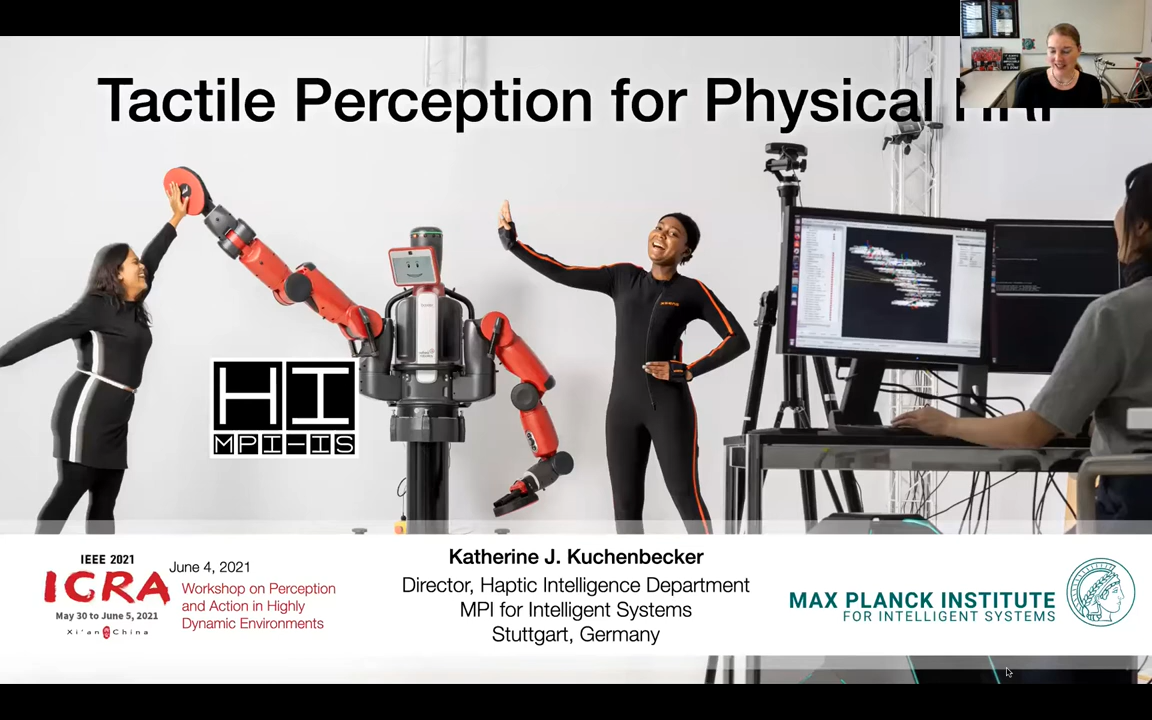 Tactile Perception for Physical HRI
HI
MPI-IS
IEEE 2021
ICRA
May 30 to June 5, 2021
Xi'an China
June 4, 2021
Workshop on Perception
and Action in Highly
Dynamic Environments
Katherine J. Kuchenbecker
Director, Haptic Intelligence Department
MPI for Intelligent Systems
Stuttgart, Germany
MAX PLANCK INSTITUTE
FOR INTELLIGENT SYSTEMS